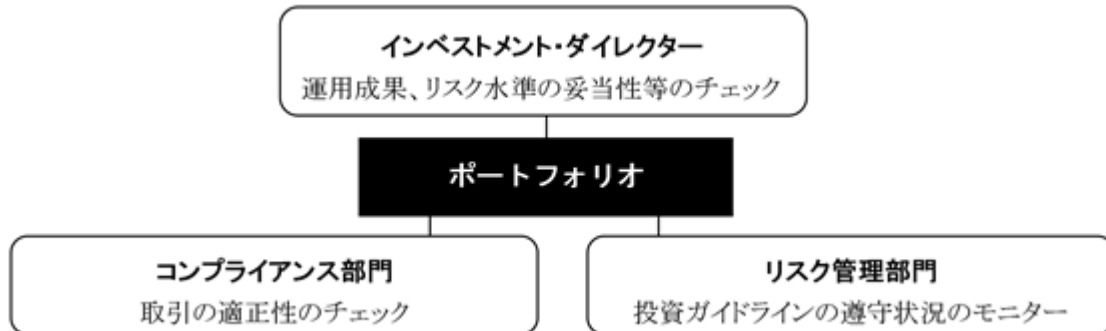 インベストメント・ダイレクター
運用成果、リスク水準の妥当性等のチェック
ポートフォリオ
コンプライアンス部門
取引の適正性のチェック
リスク管理部門
投資ガイドラインの遵守状況のモニター